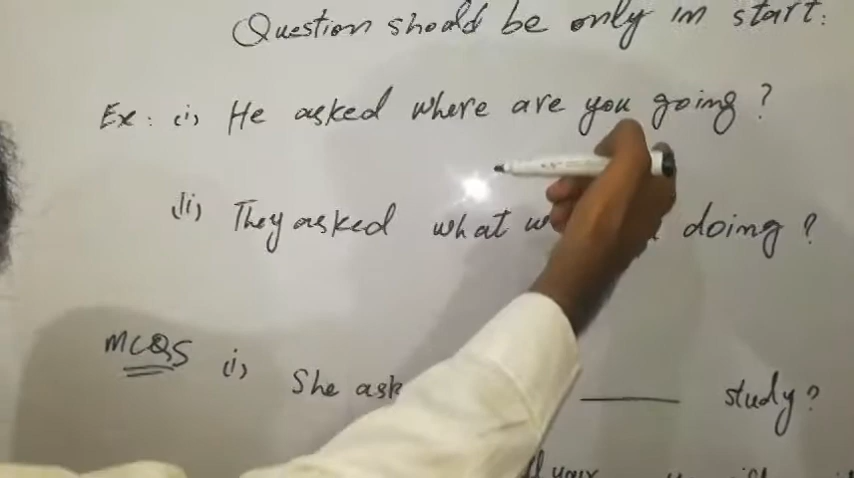 Question should be only in start:
Ex: (i) He asked where are you going?
(ii) They asked what doing?
MCQS (i) She ask _____ study?